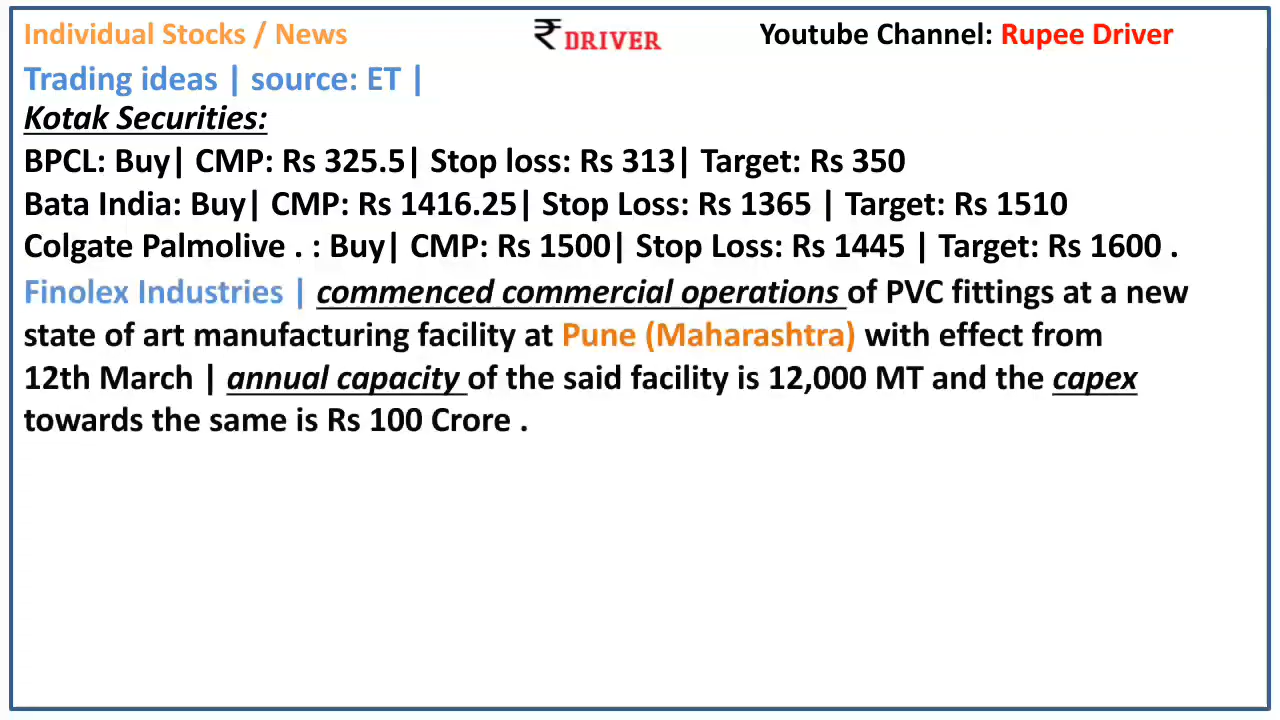 Individual Stocks / News
₹ DRIVER
Youtube Channel: Rupee Driver
Trading ideas | source: ET |
Kotak Securities:
BPCL: Buy| CMP: Rs 325.5| Stop loss: Rs 313| Target: Rs 350
Bata India: Buy| CMP: Rs 1416.25| Stop Loss: Rs 1365 | Target: Rs 1510
Colgate Palmolive . : Buy| CMP: Rs 1500| Stop Loss: Rs 1445 | Target: Rs 1600 .
Finolex Industries | commenced commercial operations of PVC fittings at a new
state of art manufacturing facility at Pune (Maharashtra) with effect from
12th March | annual capacity of the said facility is 12,000 MT and the capex
towards the same is Rs 100 Crore .